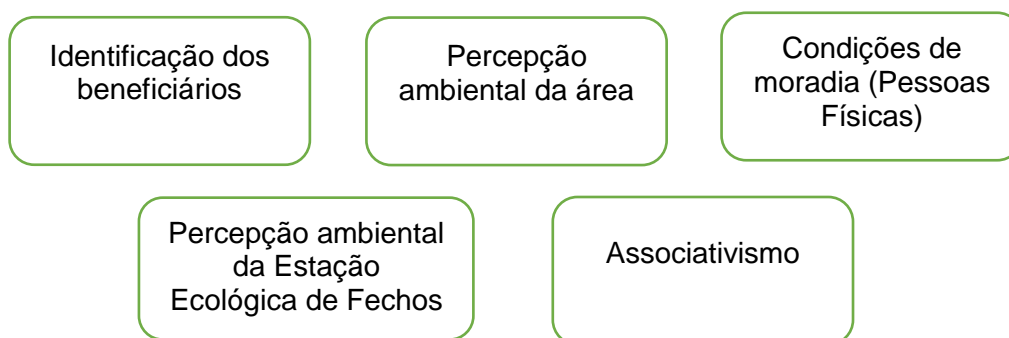 Identificação dos
beneficiários
Percepção
ambiental da área
Condições de
moradia (Pessoas
Físicas)
Percepção ambiental
da Estação
Ecológica de Fechos
Associativismo